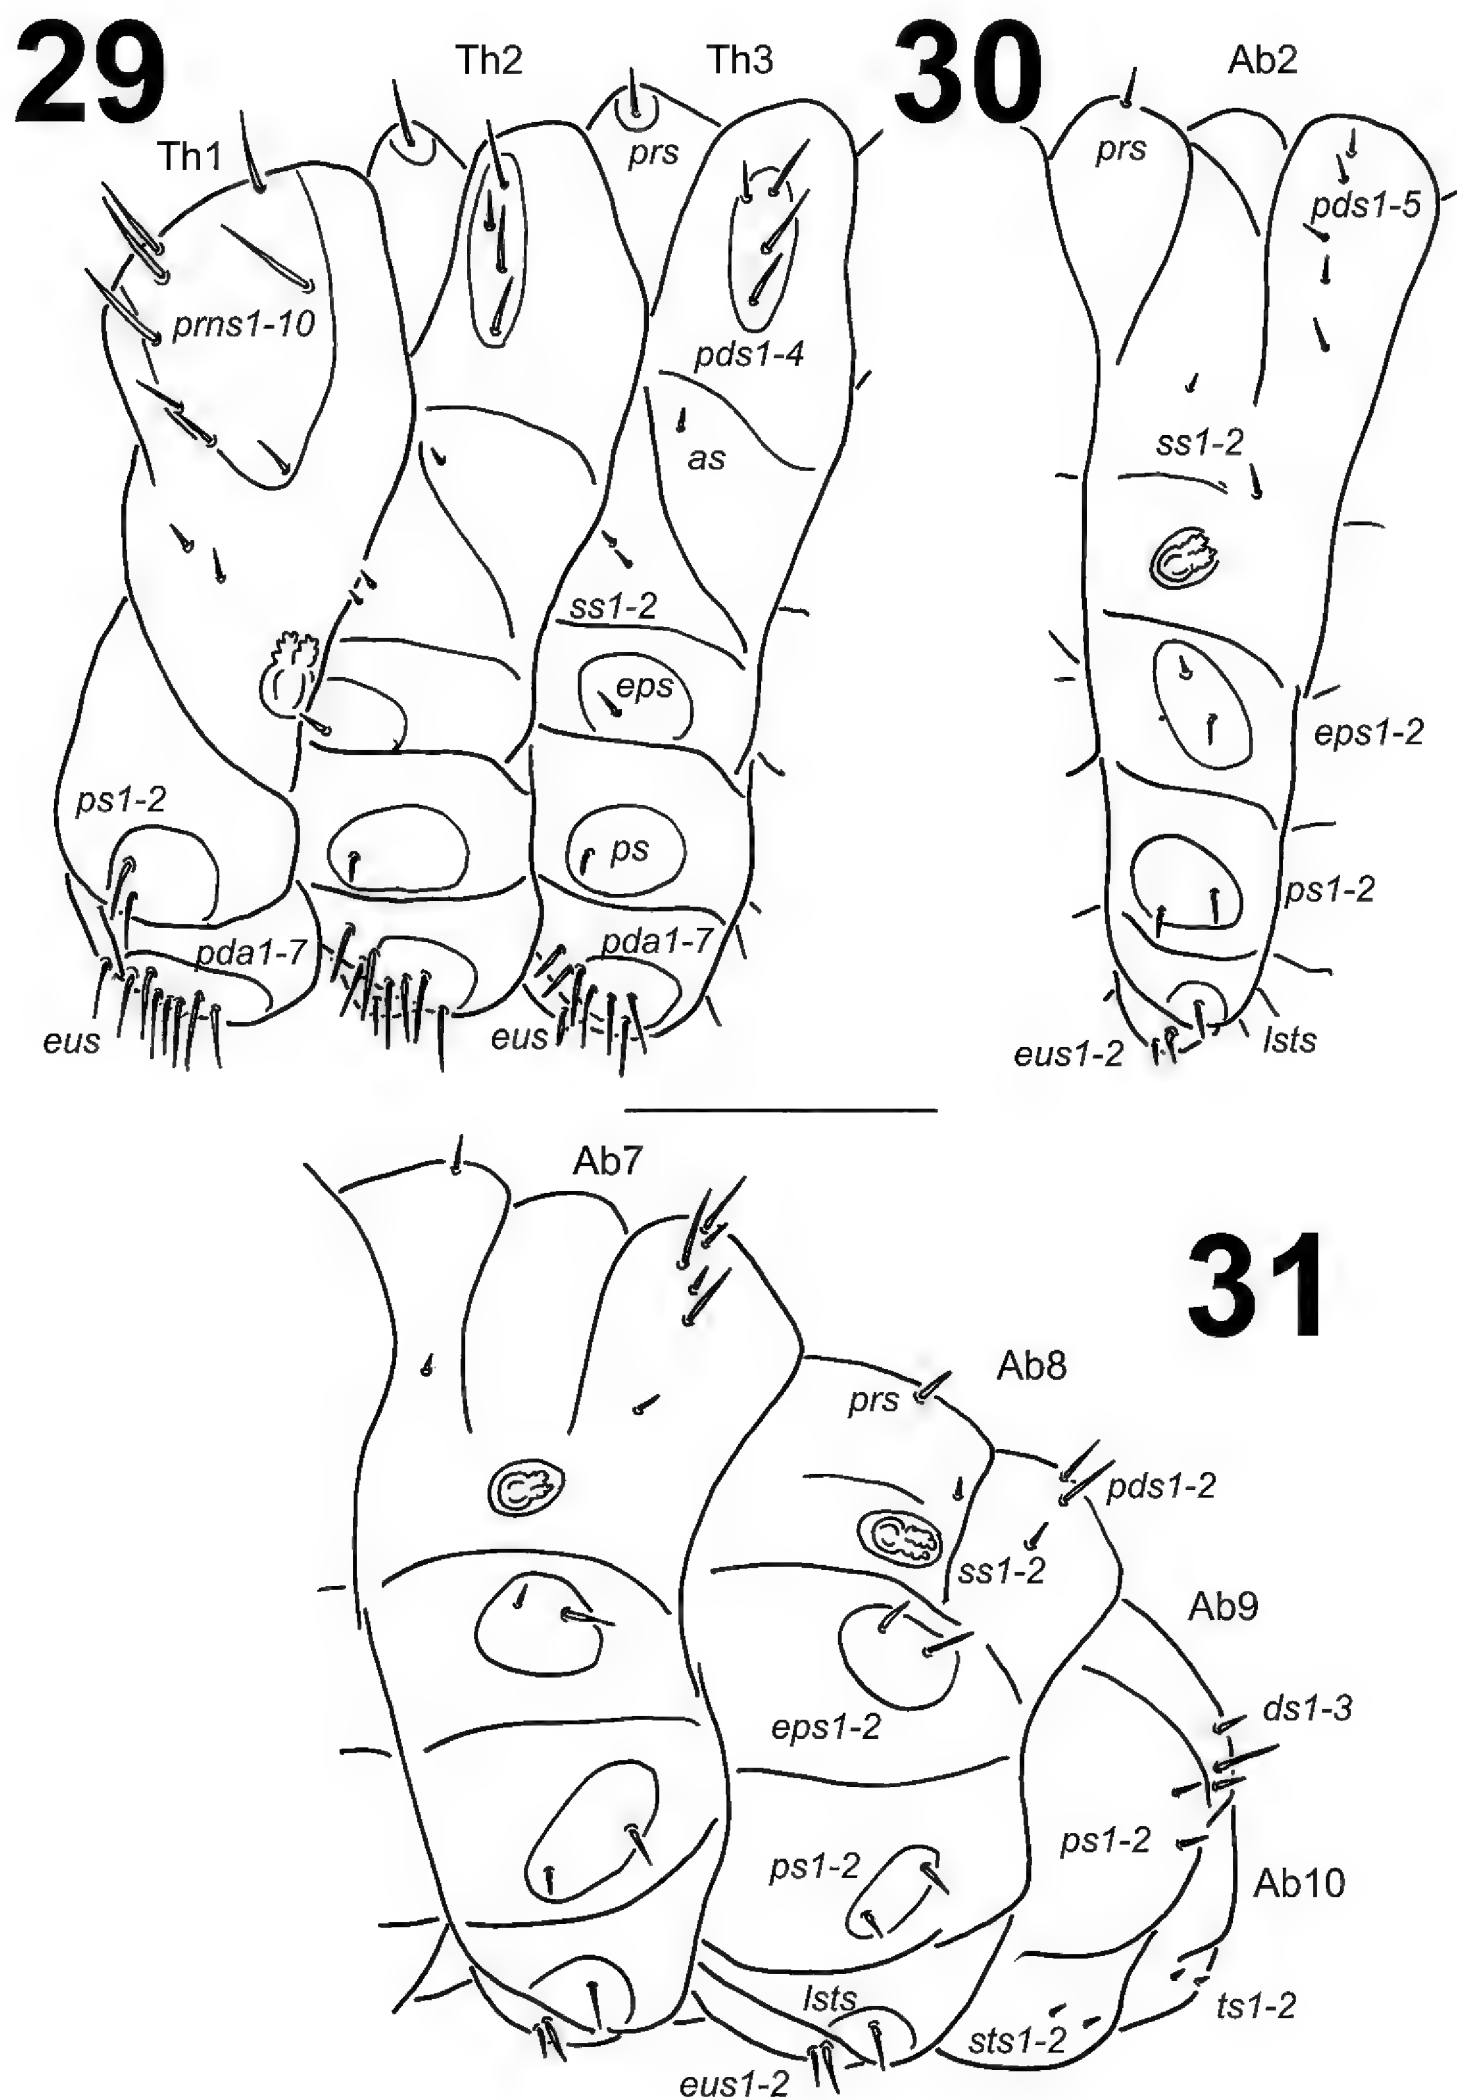 29
Th1
Th2
Th3
prs
prns1-10
pds1-4
as
ss1-2
eps
ps1-2
ps
pda1-7
pda1-7
eus
eus
30
Ab2
prs
pds1-5
ss1-2
eps1-2
ps1-2
eus1-2
lsts
31
Ab7
Ab8
prs
pds1-2
ss1-2
Ab9
ds1-3
eps1-2
ps1-2
ps1-2
Ab10
lsts
ts1-2
sts1-2
eus1-2